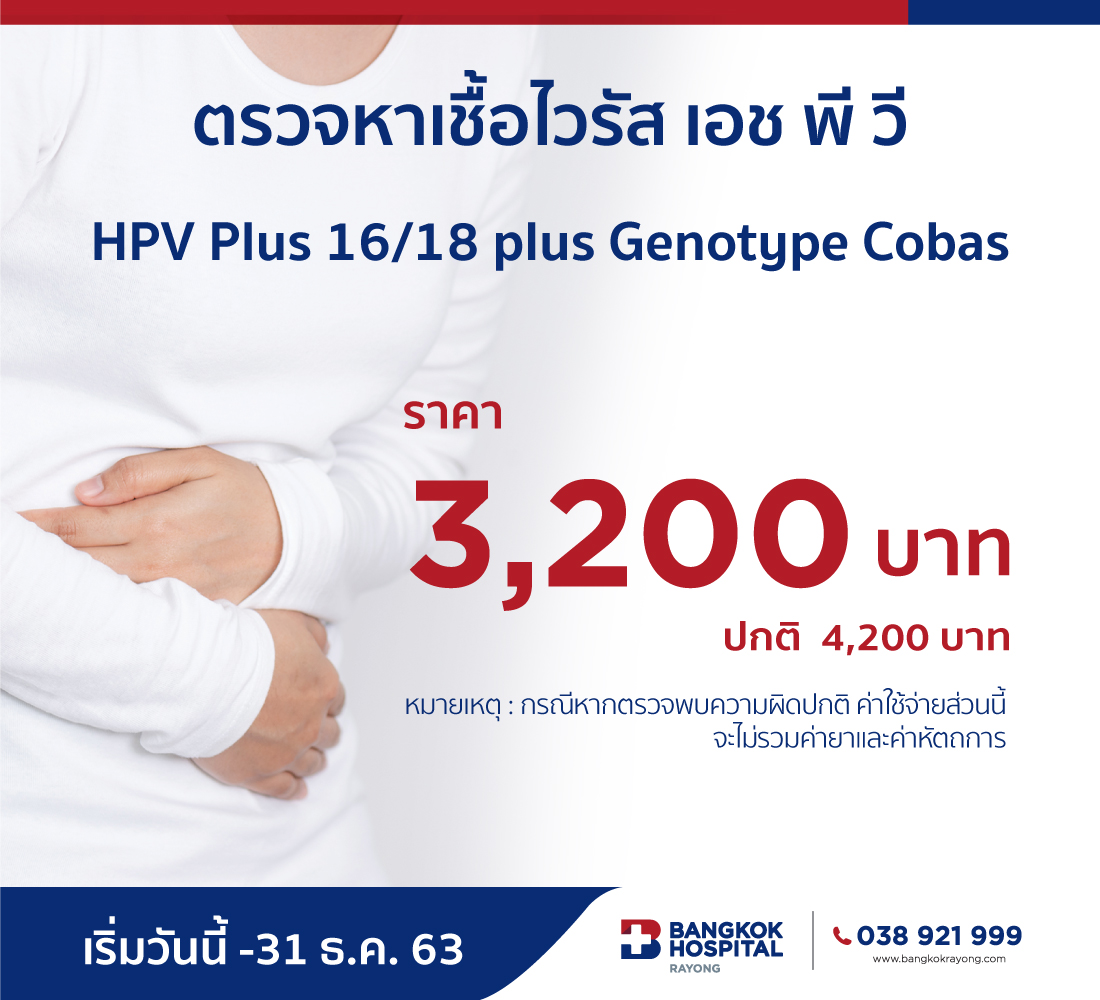 ตรวจหาเชื้อไวรัส เอช พี วี
HPV Plus 16/18 plus Genotype Cobas
ราคา
3,200 บาท
ปกติ 4,200 บาท
หมายเหตุ : กรณีหากตรวจพบความผิดปกติ ค่าใช้จ่ายส่วนนี้
จะไม่รวมค่ายาและค่าหัตถการ
เริ่มวันนี้ -31 ธ.ค. 63
BANGKOK
HOSPITAL
RAYONG
038 921 999
www.bangkokrayong.com